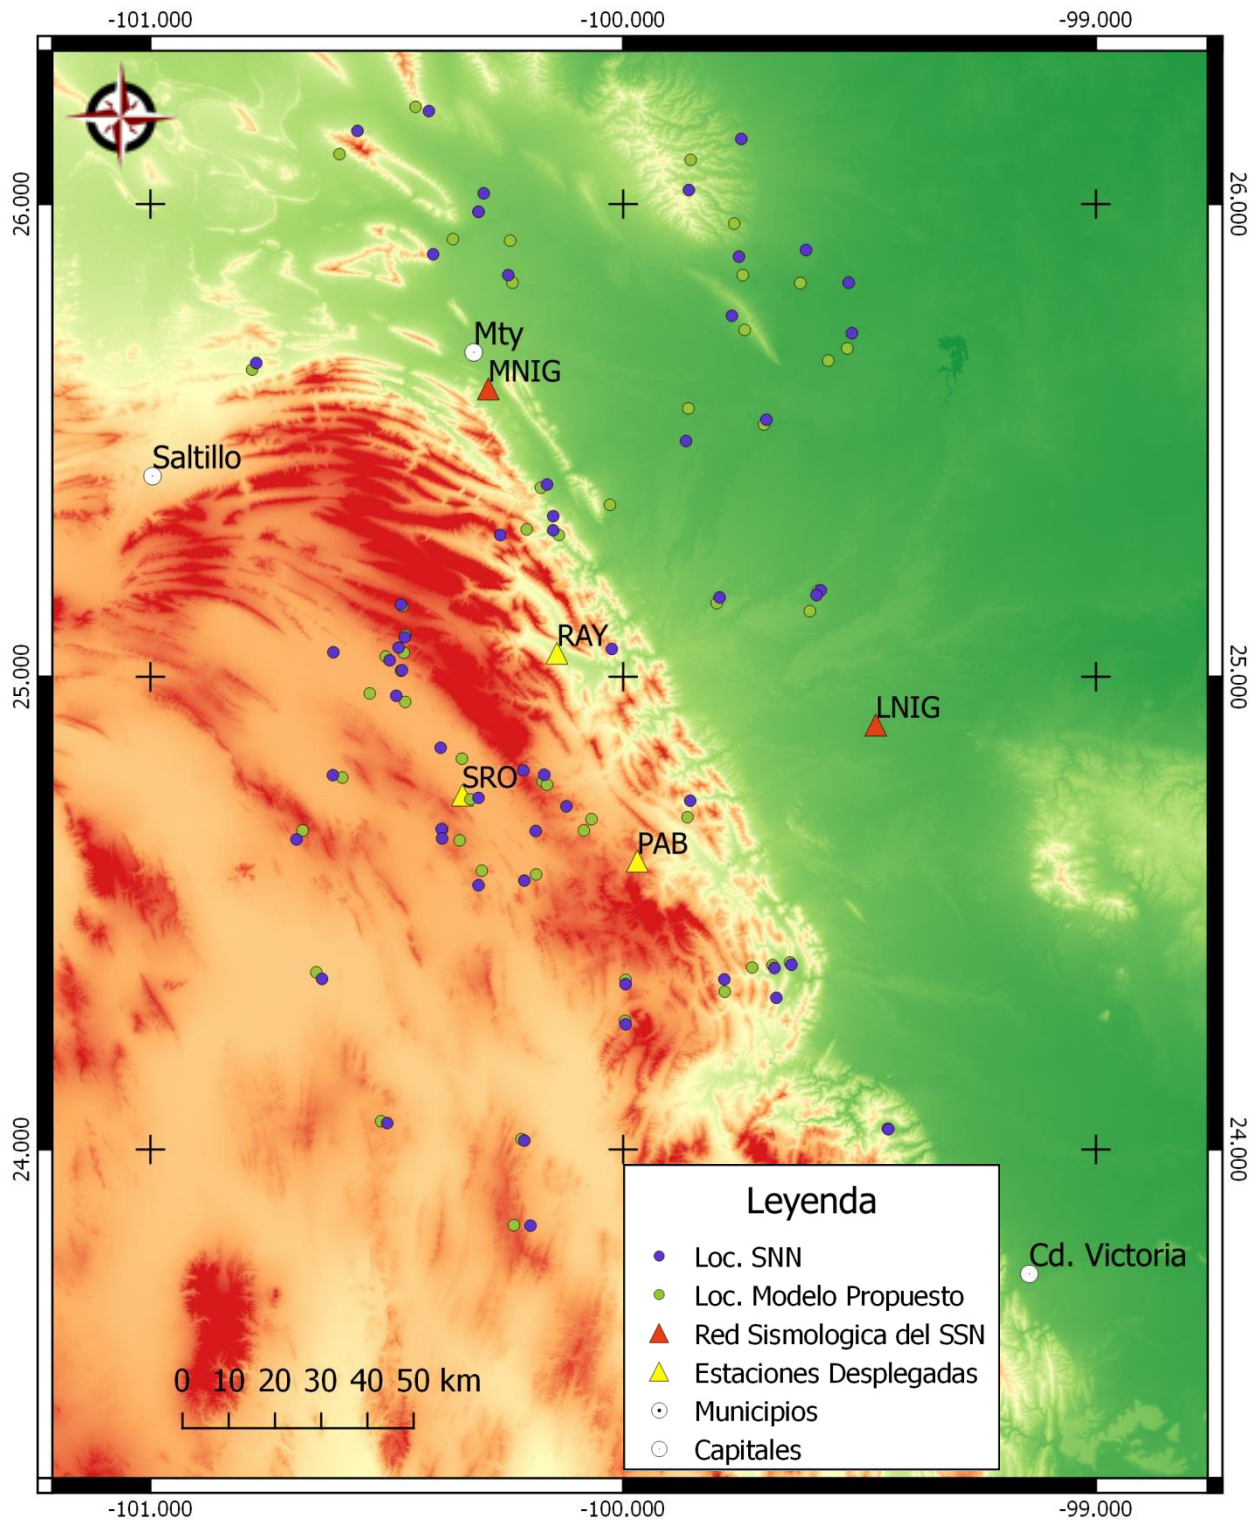 -101.000 -100.000 -99.000
26.000 26.000
Mty
MNIG
Saltillo
RAY
25.000 25.000
LNIG
SRO
PAB
24.000 24.000
Leyenda
Cd. Victoria
Loc. SNN
Loc. Modelo Propuesto
Red Sismologica del SSN
Estaciones Desplegadas
Municipios
Capitales
0 10 20 30 40 50 km
-101.000 -100.000 -99.000